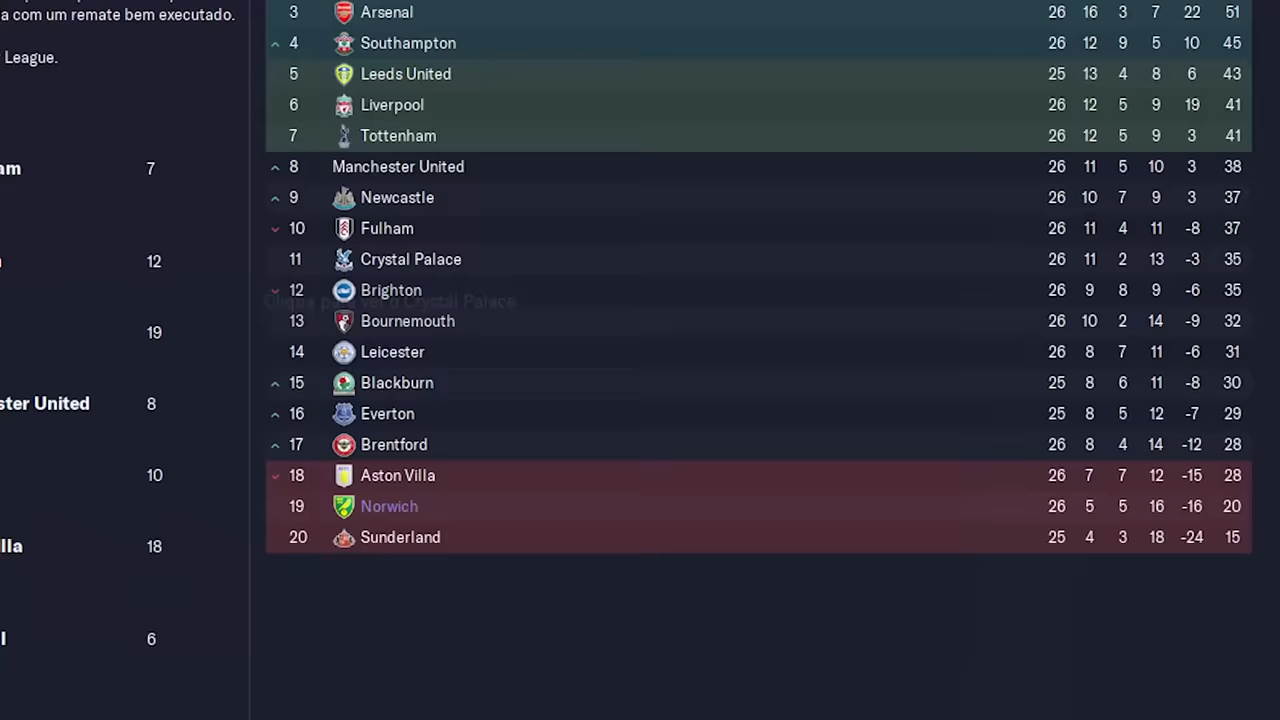 a com um remate bem executado.
League.
am 7
12
19
ster United 8
10
lla 18
l 6
3 Arsenal 26 16 3 7 22 51
4 Southampton 26 12 9 5 10 45
5 Leeds United 25 13 4 8 6 43
6 Liverpool 26 12 5 9 19 41
7 Tottenham 26 12 5 9 3 41
8 Manchester United 26 11 5 10 3 38
9 Newcastle 26 10 7 9 3 37
10 Fulham 26 11 4 11 -8 37
11 Crystal Palace 26 11 2 13 -3 35
12 Brighton 26 9 8 9 -6 35
Clique para ver o Crystal Palace
13 Bournemouth 26 10 2 14 -9 32
14 Leicester 26 8 7 11 -6 31
15 Blackburn 25 8 6 11 -8 30
16 Everton 25 8 5 12 -7 29
17 Brentford 26 8 4 14 -12 28
18 Aston Villa 26 7 7 12 -15 28
19 Norwich 26 5 5 16 -16 20
20 Sunderland 25 4 3 18 -24 15